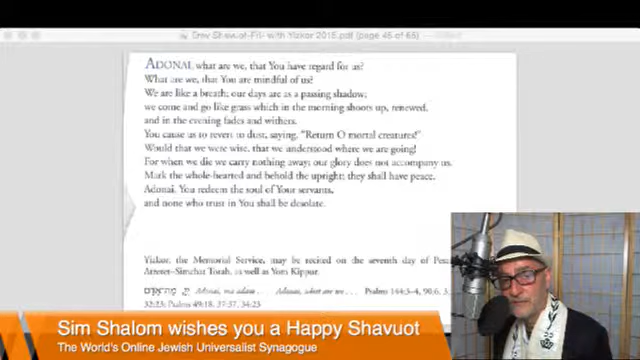 Erev Shavuot-Fri- with Yizkor 2015.pdf (page 45 of 65)
ADONAI, what are we, that You have regard for us?
What are we, that You are mindful of us?
We are like a breath; our days are as a passing shadow;
we come and go like grass which in the morning shoots up, renewed,
and in the evening fades and withers.
You cause us to revert to dust, saying, "Return O mortal creatures!"
Would that we were wise, that we understood where we are going!
For when we die we carry nothing away; our glory does not accompany us.
Mark the whole-hearted and behold the upright; they shall have peace.
Adonai, You redeem the soul of Your servants,
and none who trust in You shall be desolate.
Yizkor, the Memorial Service, may be recited on the seventh day of
Atzeret-Simchat Torah, as well as Yom Kippur.
Adonai, ma adam . . . Adonai, what are we . . . Psalms 144:3-4, 90:6, 
32:23; Psalms 49:18, 37:37, 34:23
Sim Shalom wishes you a Happy Shavuot
The World's Online Jewish Universalist Synagogue